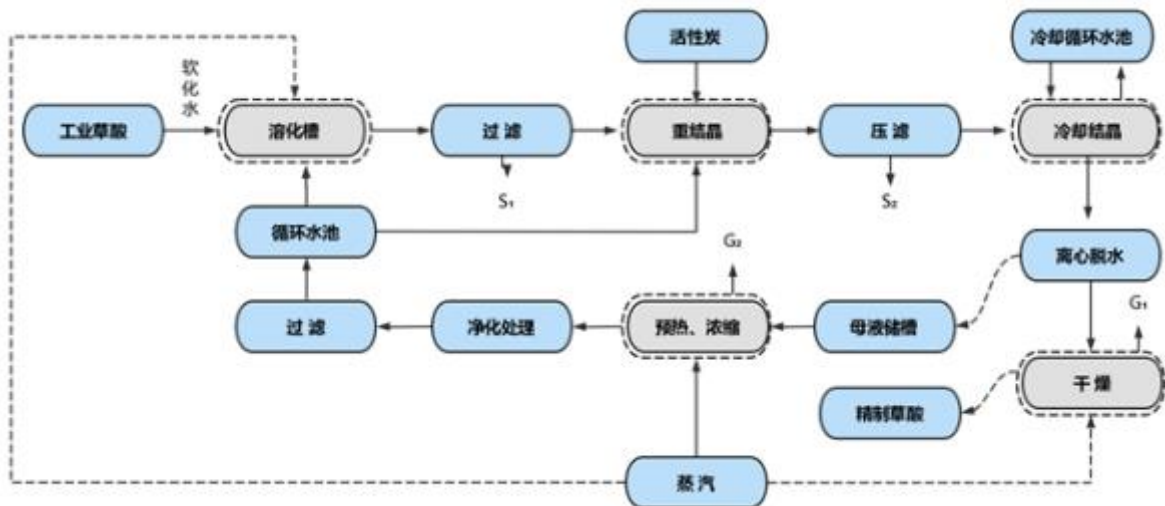 活性炭
冷却循环水池
软化水
工业草酸
溶化槽
过 滤
重结晶
压 滤
冷却结晶
S₁
S₂
循环水池
G₂
离心脱水
G₁
过 滤
净化处理
预热、浓缩
母液储槽
干 燥
精制草酸
蒸 汽